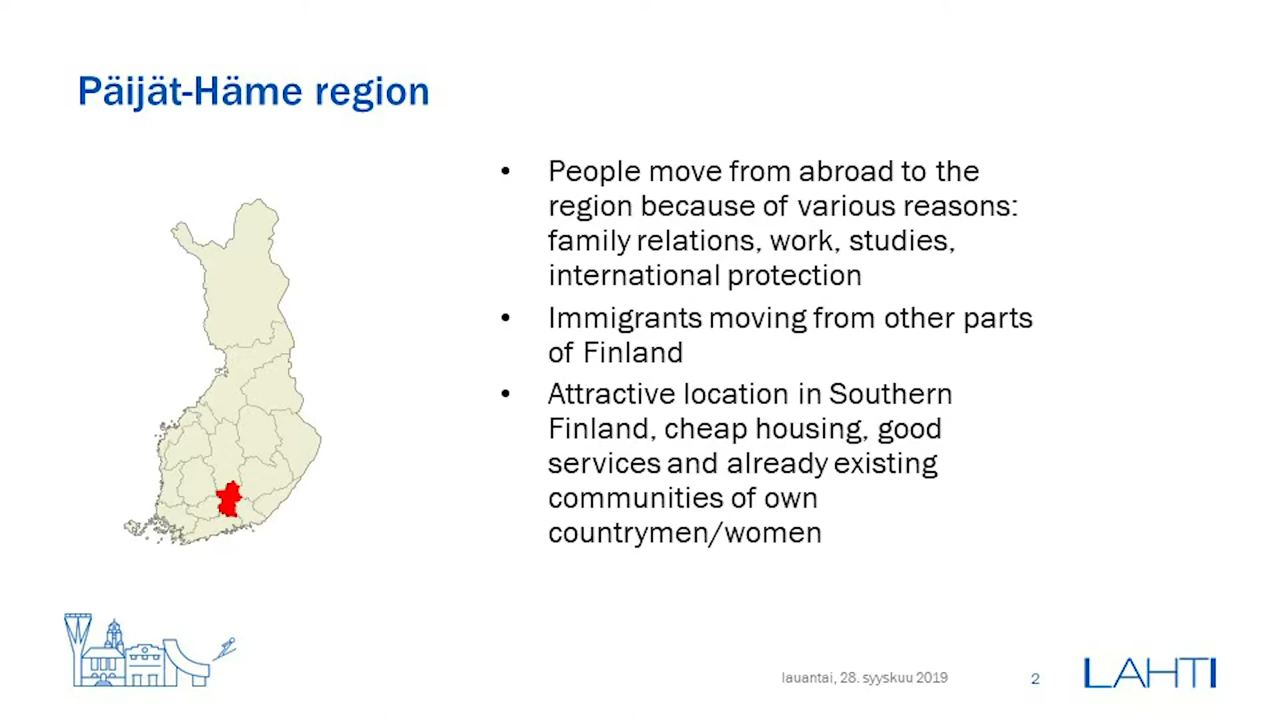 Päijät-Häme region
• People move from abroad to the
region because of various reasons:
family relations, work, studies,
international protection
• Immigrants moving from other parts
of Finland
• Attractive location in Southern
Finland, cheap housing, good
services and already existing
communities of own
countrymen/women
lauantai, 28. syyskuu 2019
2
LAHTI